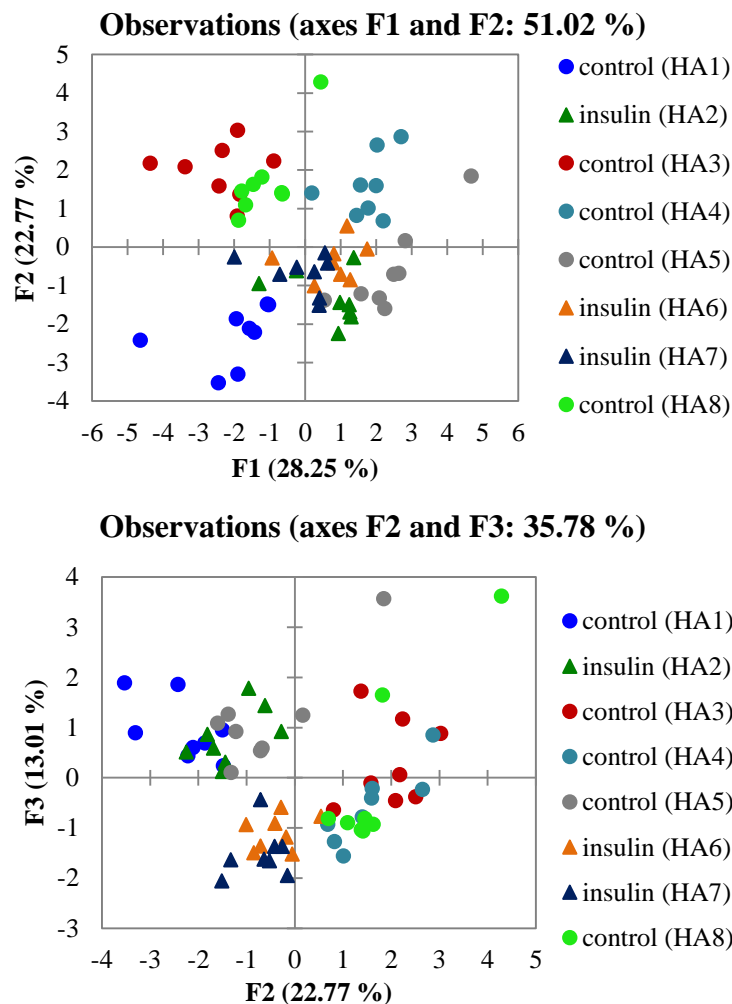 Observations (axes F1 and F2: 51.02 %)
5
4
3
2
1
0
-1
-2
-3
-4
F2 (22.77 %)
-6 -5 -4 -3 -2 -1 0 1 2 3 4 5 6
F1 (28.25 %)
control (HA1)
insulin (HA2)
control (HA3)
control (HA4)
control (HA5)
insulin (HA6)
insulin (HA7)
control (HA8)
Observations (axes F2 and F3: 35.78 %)
4
3
2
1
0
-1
-2
-3
F3 (13.01 %)
-4 -3 -2 -1 0 1 2 3 4 5
F2 (22.77 %)
control (HA1)
insulin (HA2)
control (HA3)
control (HA4)
control (HA5)
insulin (HA6)
insulin (HA7)
control (HA8)